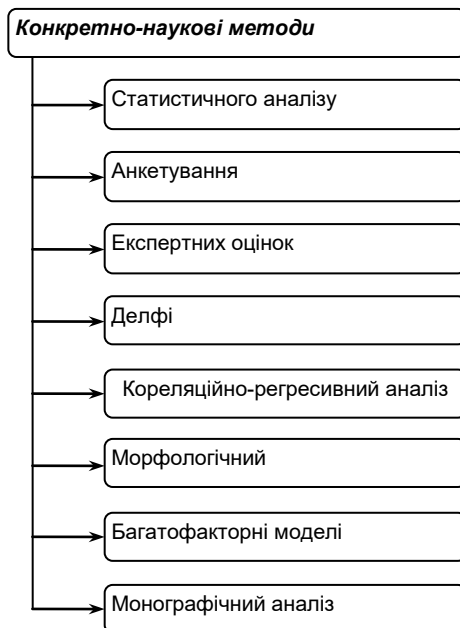 Конкретно-наукові методи
Статистичного аналізу
Анкетування
Експертних оцінок
Делфі
Кореляційно-регресивний аналіз
Морфологічний
Багатофакторні моделі
Монографічний аналіз